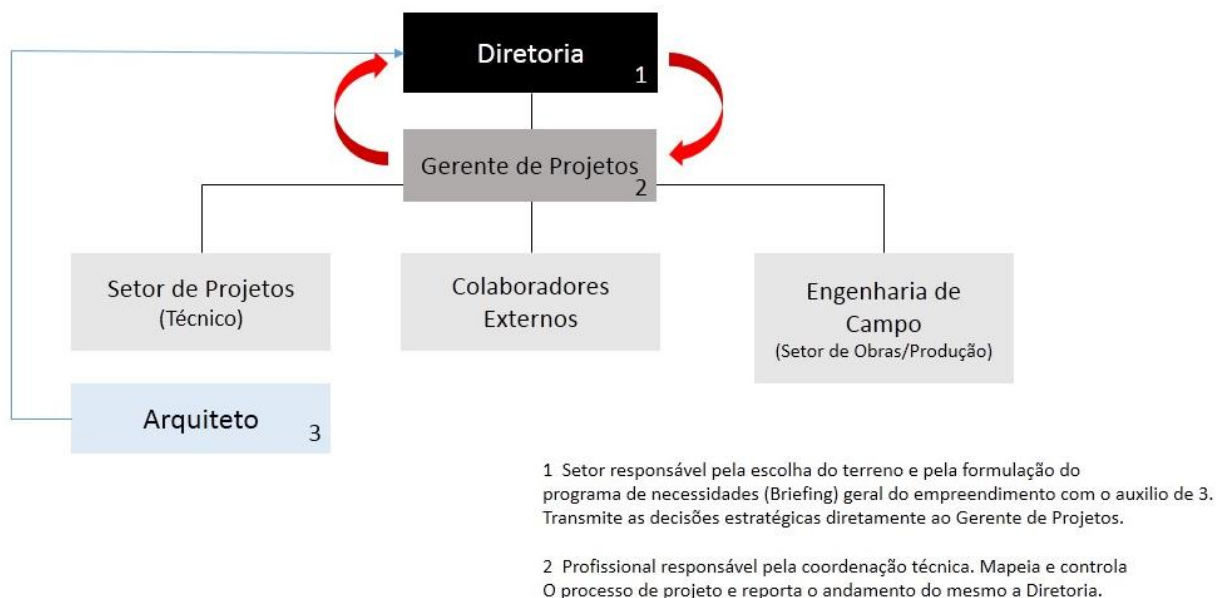 Diretoria
1
Gerente de Projetos
2
Setor de Projetos
(Técnico)
Colaboradores
Externos
Engenharia de
Campo
(Setor de Obras/Produção)
Arquiteto
3
1 Setor responsável pela escolha do terreno e pela formulação do
programa de necessidades (Briefing) geral do empreendimento com o auxilio de 3.
Transmite as decisões estratégicas diretamente ao Gerente de Projetos.
2 Profissional responsável pela coordenação técnica. Mapeia e controla
O processo de projeto e reporta o andamento do mesmo a Diretoria.